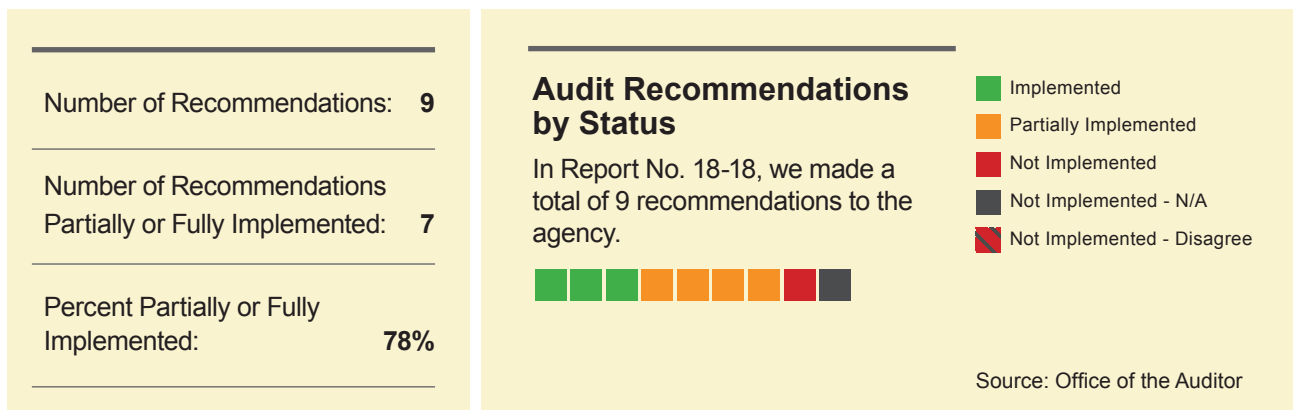 Number of Recommendations: 9
Number of Recommendations
Partially or Fully Implemented: 7
Percent Partially or Fully
Implemented: 78%
Audit Recommendations
by Status
In Report No. 18-18, we made a
total of 9 recommendations to the
agency.
Implemented
Partially Implemented
Not Implemented
Not Implemented - N/A
Not Implemented - Disagree
Source: Office of the Auditor